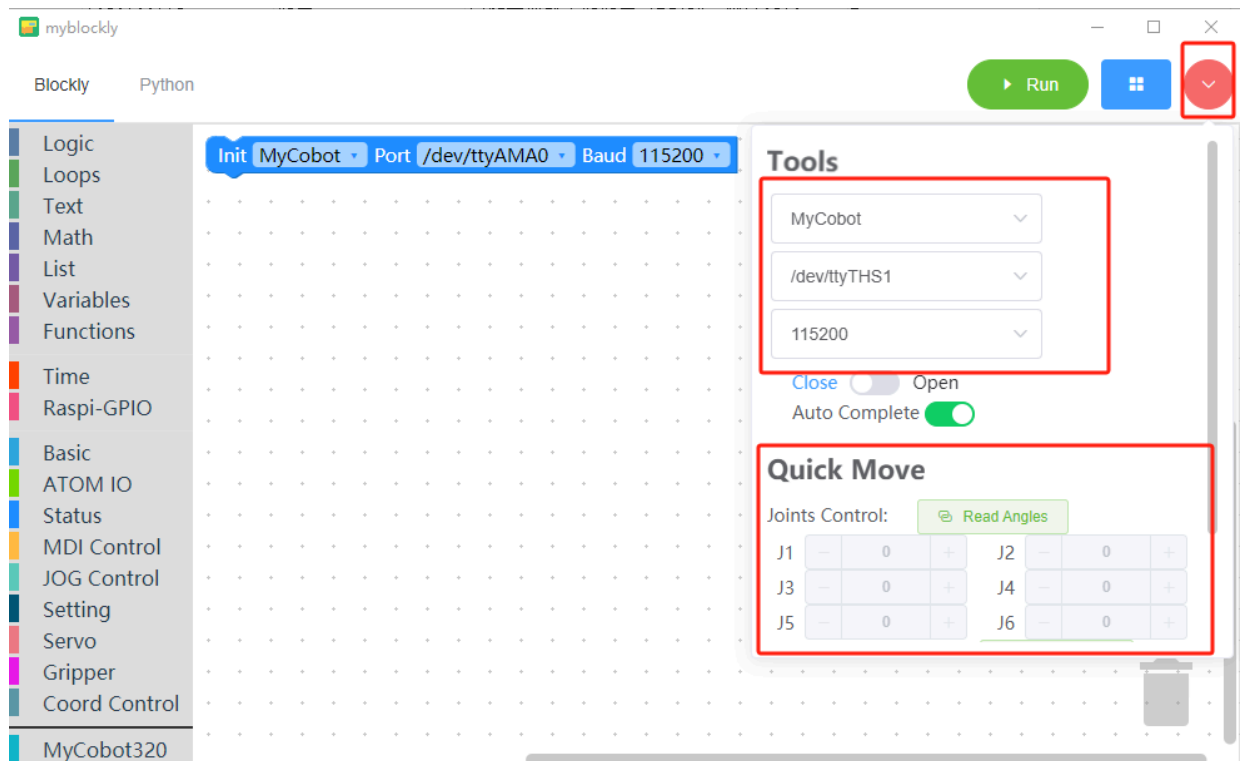 myblockly
Blockly Python
Run
Logic
Loops
Text
Math
List
Variables
Functions
Time
Raspi-GPIO
Basic
ATOM IO
Status
MDI Control
JOG Control
Setting
Servo
Gripper
Coord Control
MyCobot320
Init MyCobot Port /dev/ttyAMA0 Baud 115200
Tools
MyCobot
/dev/ttyTHS1
115200
Close Open
Auto Complete
Quick Move
Joints Control: Read Angles
J1 − 0 + J2 − 0 +
J3 − 0 + J4 − 0 +
J5 − 0 + J6 − 0 +